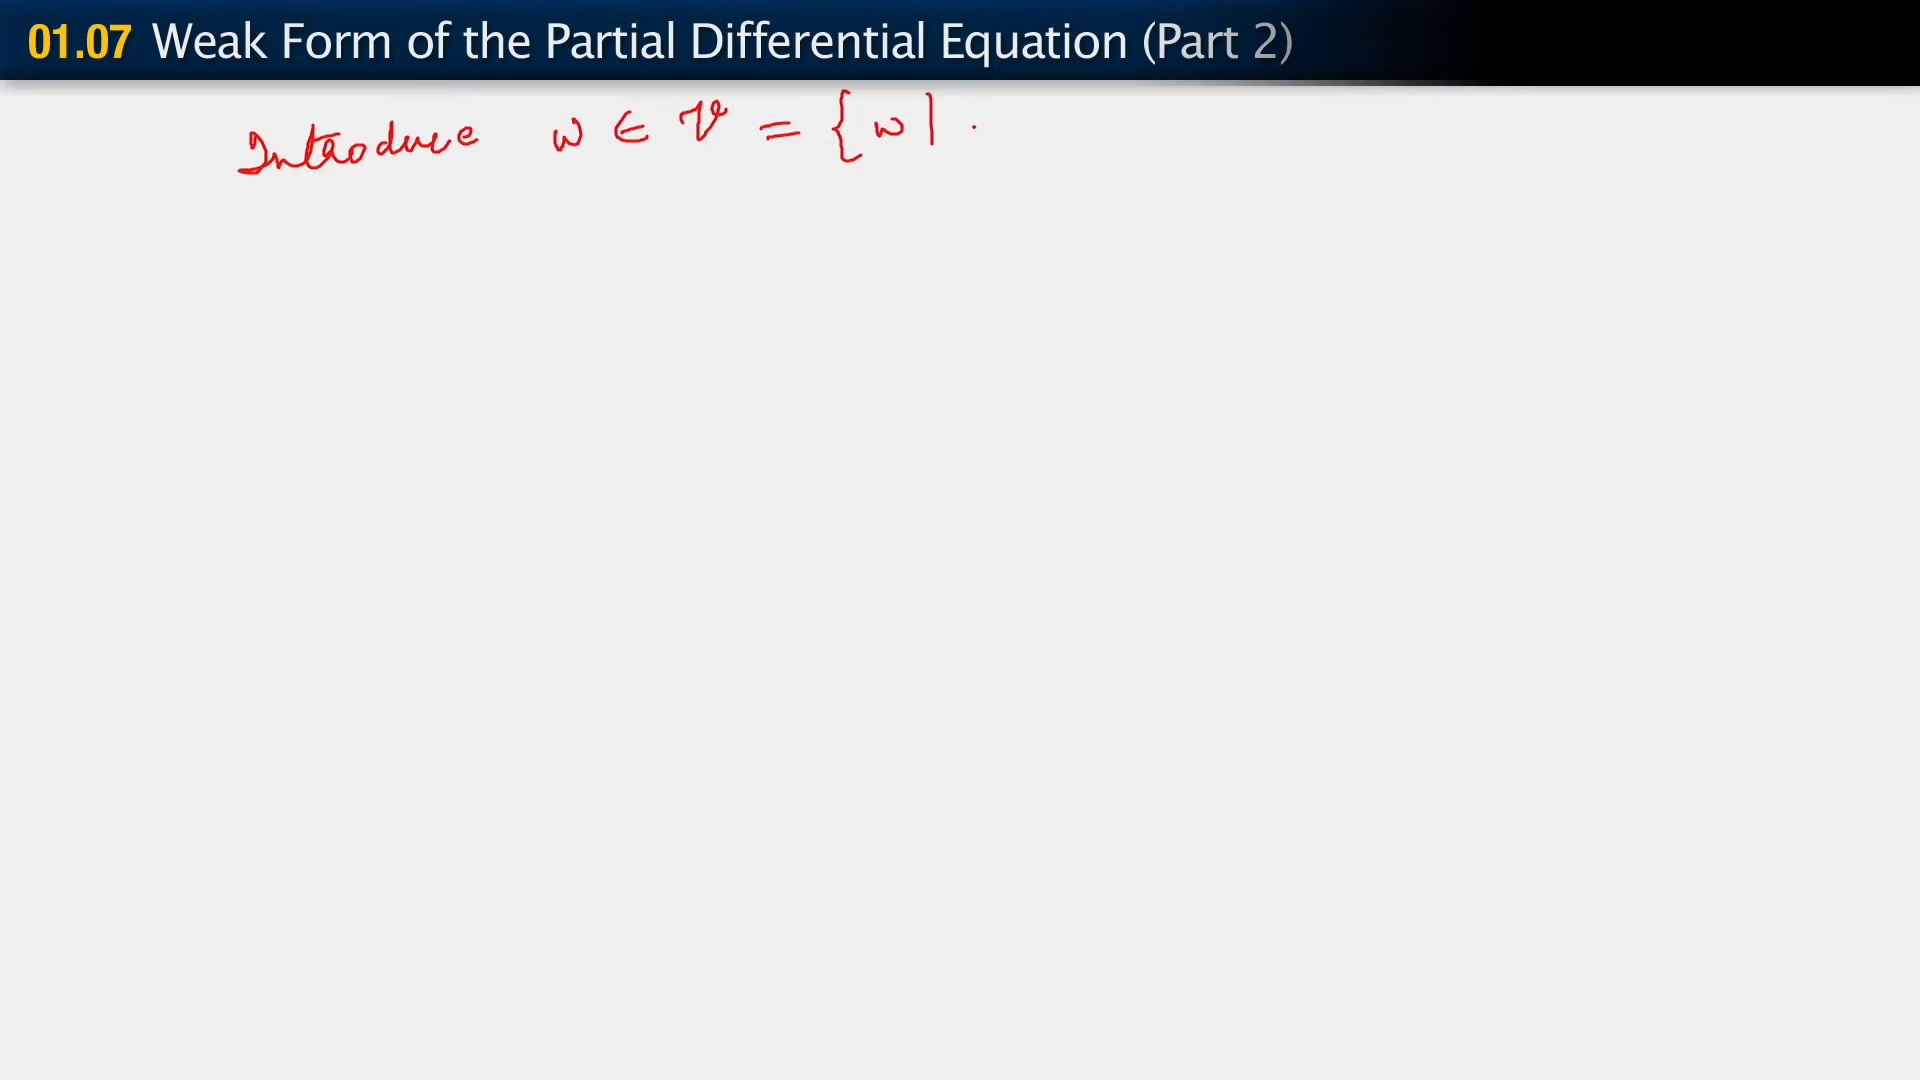 01.07 Weak Form of the Partial Differential Equation (Part 2)
Introduce w ∈ 𝒱 = { w |